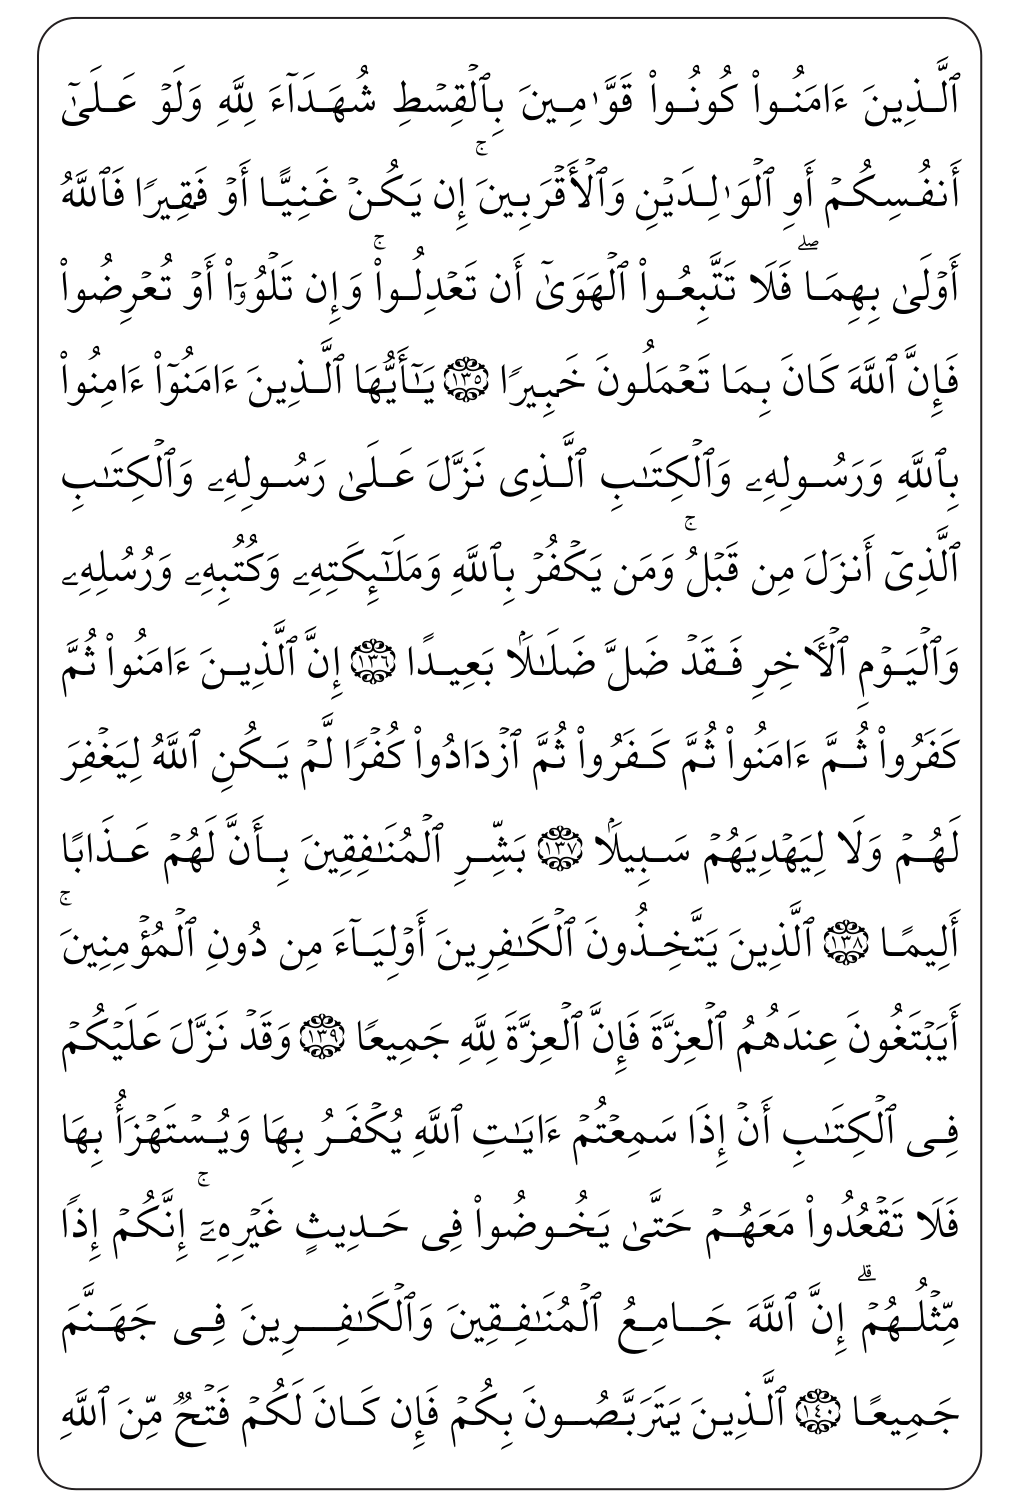 ٱلَّذِينَ ءَامَنُوا۟ كُونُوا۟ قَوَّٰمِينَ بِٱلْقِسْطِ شُهَدَآءَ لِلَّهِ وَلَوْ عَلَىٰٓ
أَنفُسِكُمْ أَوِ ٱلْوَٰلِدَيْنِ وَٱلْأَقْرَبِينَ ۚ إِن يَكُنْ غَنِيًّا أَوْ فَقِيرًا فَٱللَّهُ
أَوْلَىٰ بِهِمَا ۖ فَلَا تَتَّبِعُوا۟ ٱلْهَوَىٰٓ أَن تَعْدِلُوا۟ ۚ وَإِن تَلْوُۥٓا۟ أَوْ تُعْرِضُوا۟
فَإِنَّ ٱللَّهَ كَانَ بِمَا تَعْمَلُونَ خَبِيرًا ١٣٥ يَـٰٓأَيُّهَا ٱلَّذِينَ ءَامَنُوٓا۟ ءَامِنُوا۟
بِٱللَّهِ وَرَسُولِهِۦ وَٱلْكِتَـٰبِ ٱلَّذِى نَزَّلَ عَلَىٰ رَسُولِهِۦ وَٱلْكِتَـٰبِ
ٱلَّذِىٓ أَنزَلَ مِن قَبْلُ ۚ وَمَن يَكْفُرْ بِٱللَّهِ وَمَلَـٰٓئِكَتِهِۦ وَكُتُبِهِۦ وَرُسُلِهِۦ
وَٱلْيَوْمِ ٱلْـَٔاخِرِ فَقَدْ ضَلَّ ضَلَـٰلًۢا بَعِيدًا ١٣٦ إِنَّ ٱلَّذِينَ ءَامَنُوا۟ ثُمَّ
كَفَرُوا۟ ثُمَّ ءَامَنُوا۟ ثُمَّ كَفَرُوا۟ ثُمَّ ٱزْدَادُوا۟ كُفْرًا لَّمْ يَكُنِ ٱللَّهُ لِيَغْفِرَ
لَهُمْ وَلَا لِيَهْدِيَهُمْ سَبِيلًۢا ١٣٧ بَشِّرِ ٱلْمُنَـٰفِقِينَ بِأَنَّ لَهُمْ عَذَابًا
أَلِيمًا ١٣٨ ٱلَّذِينَ يَتَّخِذُونَ ٱلْكَـٰفِرِينَ أَوْلِيَآءَ مِن دُونِ ٱلْمُؤْمِنِينَ ۚ
أَيَبْتَغُونَ عِندَهُمُ ٱلْعِزَّةَ فَإِنَّ ٱلْعِزَّةَ لِلَّهِ جَمِيعًا ١٣٩ وَقَدْ نَزَّلَ عَلَيْكُمْ
فِى ٱلْكِتَـٰبِ أَنْ إِذَا سَمِعْتُمْ ءَايَـٰتِ ٱللَّهِ يُكْفَرُ بِهَا وَيُسْتَهْزَأُ بِهَا
فَلَا تَقْعُدُوا۟ مَعَهُمْ حَتَّىٰ يَخُوضُوا۟ فِى حَدِيثٍ غَيْرِهِۦٓ ۚ إِنَّكُمْ إِذًا
مِّثْلُهُمْ ۗ إِنَّ ٱللَّهَ جَامِعُ ٱلْمُنَـٰفِقِينَ وَٱلْكَـٰفِرِينَ فِى جَهَنَّمَ
جَمِيعًا ١٤٠ ٱلَّذِينَ يَتَرَبَّصُونَ بِكُمْ فَإِن كَانَ لَكُمْ فَتْحٌ مِّنَ ٱللَّهِ